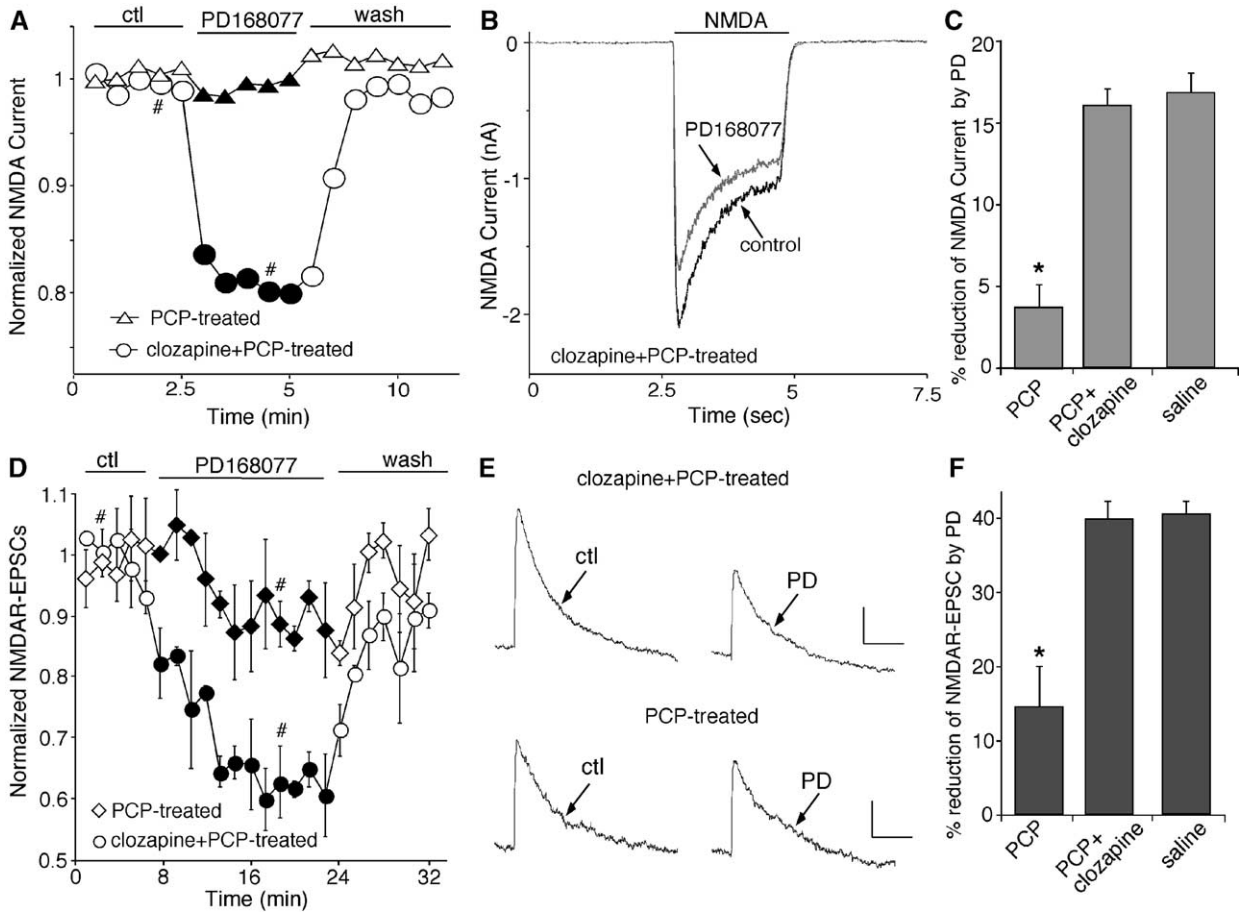 A
ctl
PD168077
wash
Normalized NMDA Current
1
0.9
0.8
#
#
PCP-treated
clozapine+PCP-treated
0
2.5
5
10
Time (min)
B
NMDA
NMDA Current (nA)
0
-1
-2
PD168077
control
clozapine+PCP-treated
0
2.5
5
7.5
Time (sec)
C
% reduction of NMDA Current by PD
20
15
10
5
0
*
PCP
PCP+
clozapine
saline
D
ctl
PD168077
wash
Normalized NMDAR-EPSCs
1.1
1
0.9
0.8
0.7
0.6
0.5
#
#
#
PCP-treated
clozapine+PCP-treated
0
8
16
24
32
Time (min)
E
clozapine+PCP-treated
ctl
PD
PCP-treated
ctl
PD
F
% reduction of NMDAR-EPSC by PD
40
30
20
10
0
*
PCP
PCP+
clozapine
saline